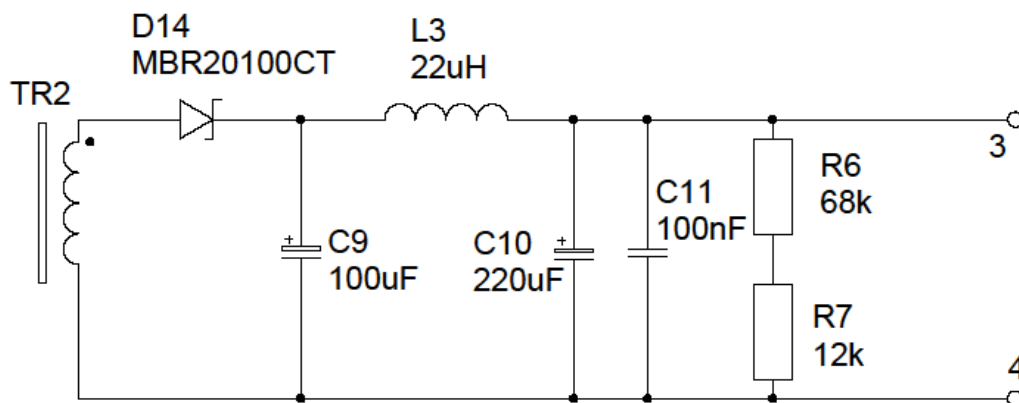 D14
MBR20100CT
L3
22uH
TR2
3
R6
68k
C11
100nF
+
C9
100uF
+
C10
220uF
R7
12k
4